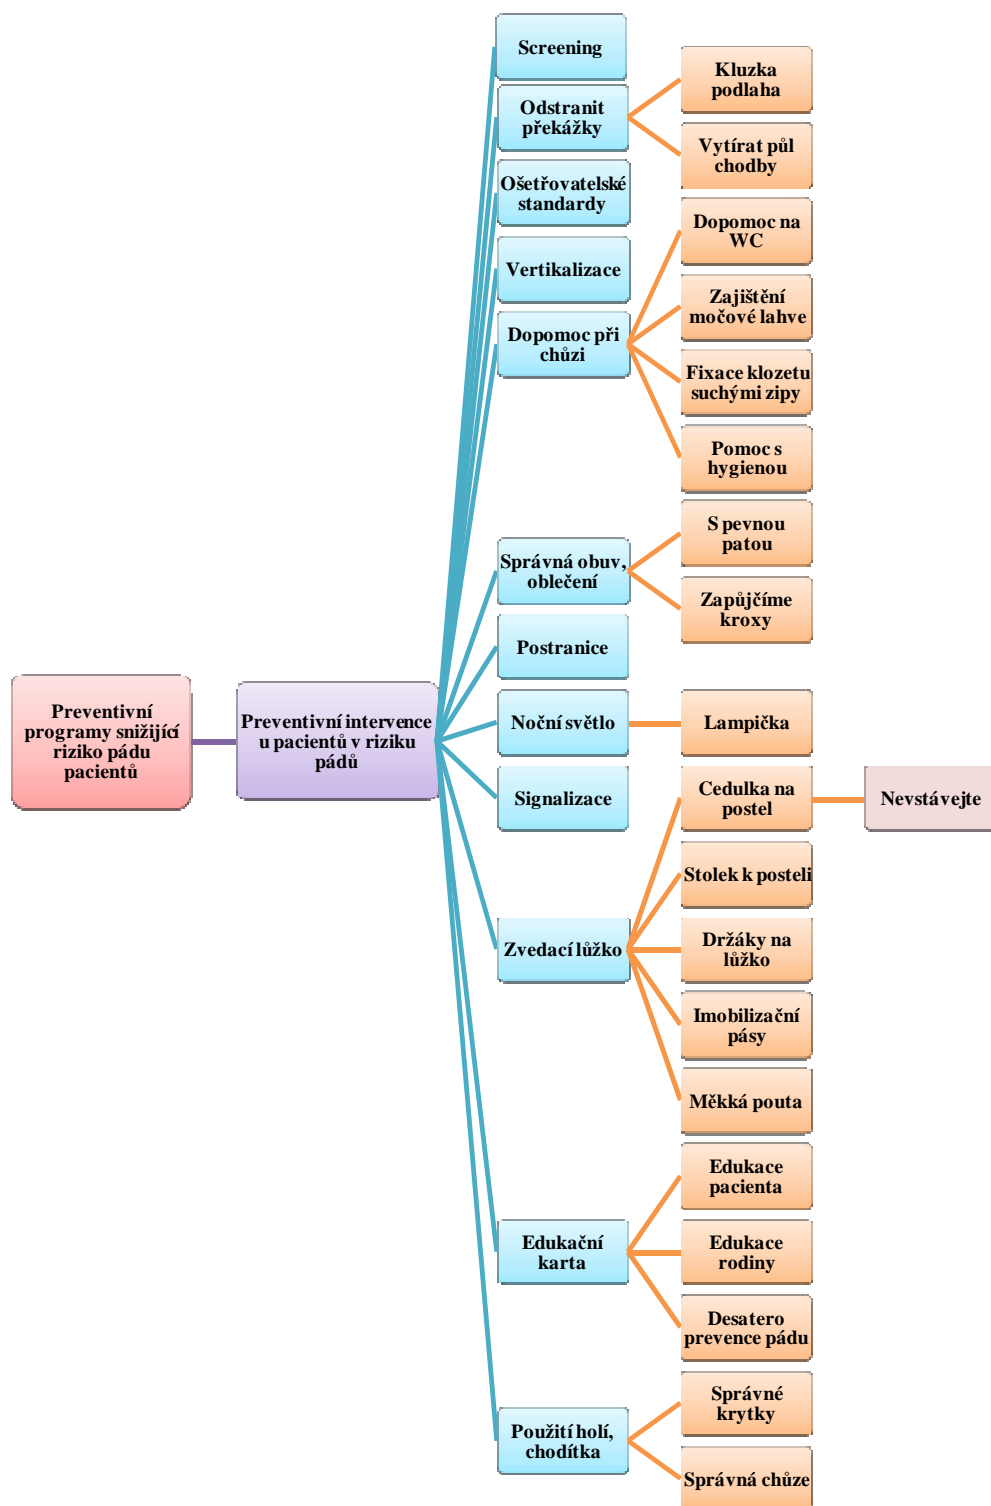 Preventivní
programy snižijící
riziko pádu
pacientů
Preventivní intervence
u pacientů v riziku
pádů
Screening
Odstranit
překážky
Kluzka
podlaha
Vytírat půl
chodby
Ošetřovatelské
standardy
Vertikalizace
Dopomoc při
chůzi
Dopomoc na
WC
Zajištění
močové lahve
Fixace klozetu
suchými zipy
Pomoc s
hygienou
Správná obuv,
oblečení
S pevnou
patou
Zapůjčíme
kroxy
Postranice
Noční světlo
Lampička
Signalizace
Zvedací lůžko
Cedulka na
postel
Nevstávejte
Stolek k posteli
Držáky na
lůžko
Imobilizační
pásy
Měkká pouta
Edukační
karta
Edukace
pacienta
Edukace
rodiny
Desatero
prevence pádu
Použití holí,
chodítka
Správné
krytky
Správná chůze